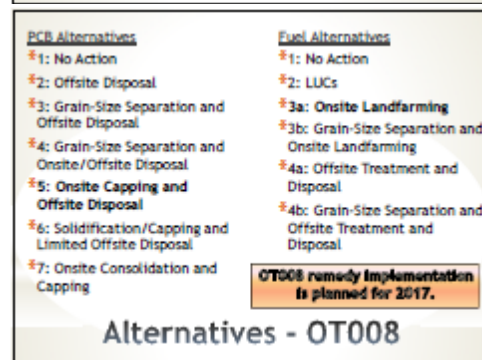 PCB Alternatives
*1: No Action
*2: Offsite Disposal
*3: Grain-Size Separation and
Offsite Disposal
*4: Grain-Size Separation and
Onsite/Offsite Disposal
*5: Onsite Capping and
Offsite Disposal
*6: Solidification/Capping and
Limited Offsite Disposal
*7: Onsite Consolidation and
Capping
Fuel Alternatives
*1: No Action
*2: LUCs
*3a: Onsite Landfarming
*3b: Grain-Size Separation and
Onsite Landfarming
*4a: Offsite Treatment and
Disposal
*4b: Grain-Size Separation and
Offsite Treatment and
Disposal
OT008 remedy implementation
is planned for 2017.
Alternatives - OT008